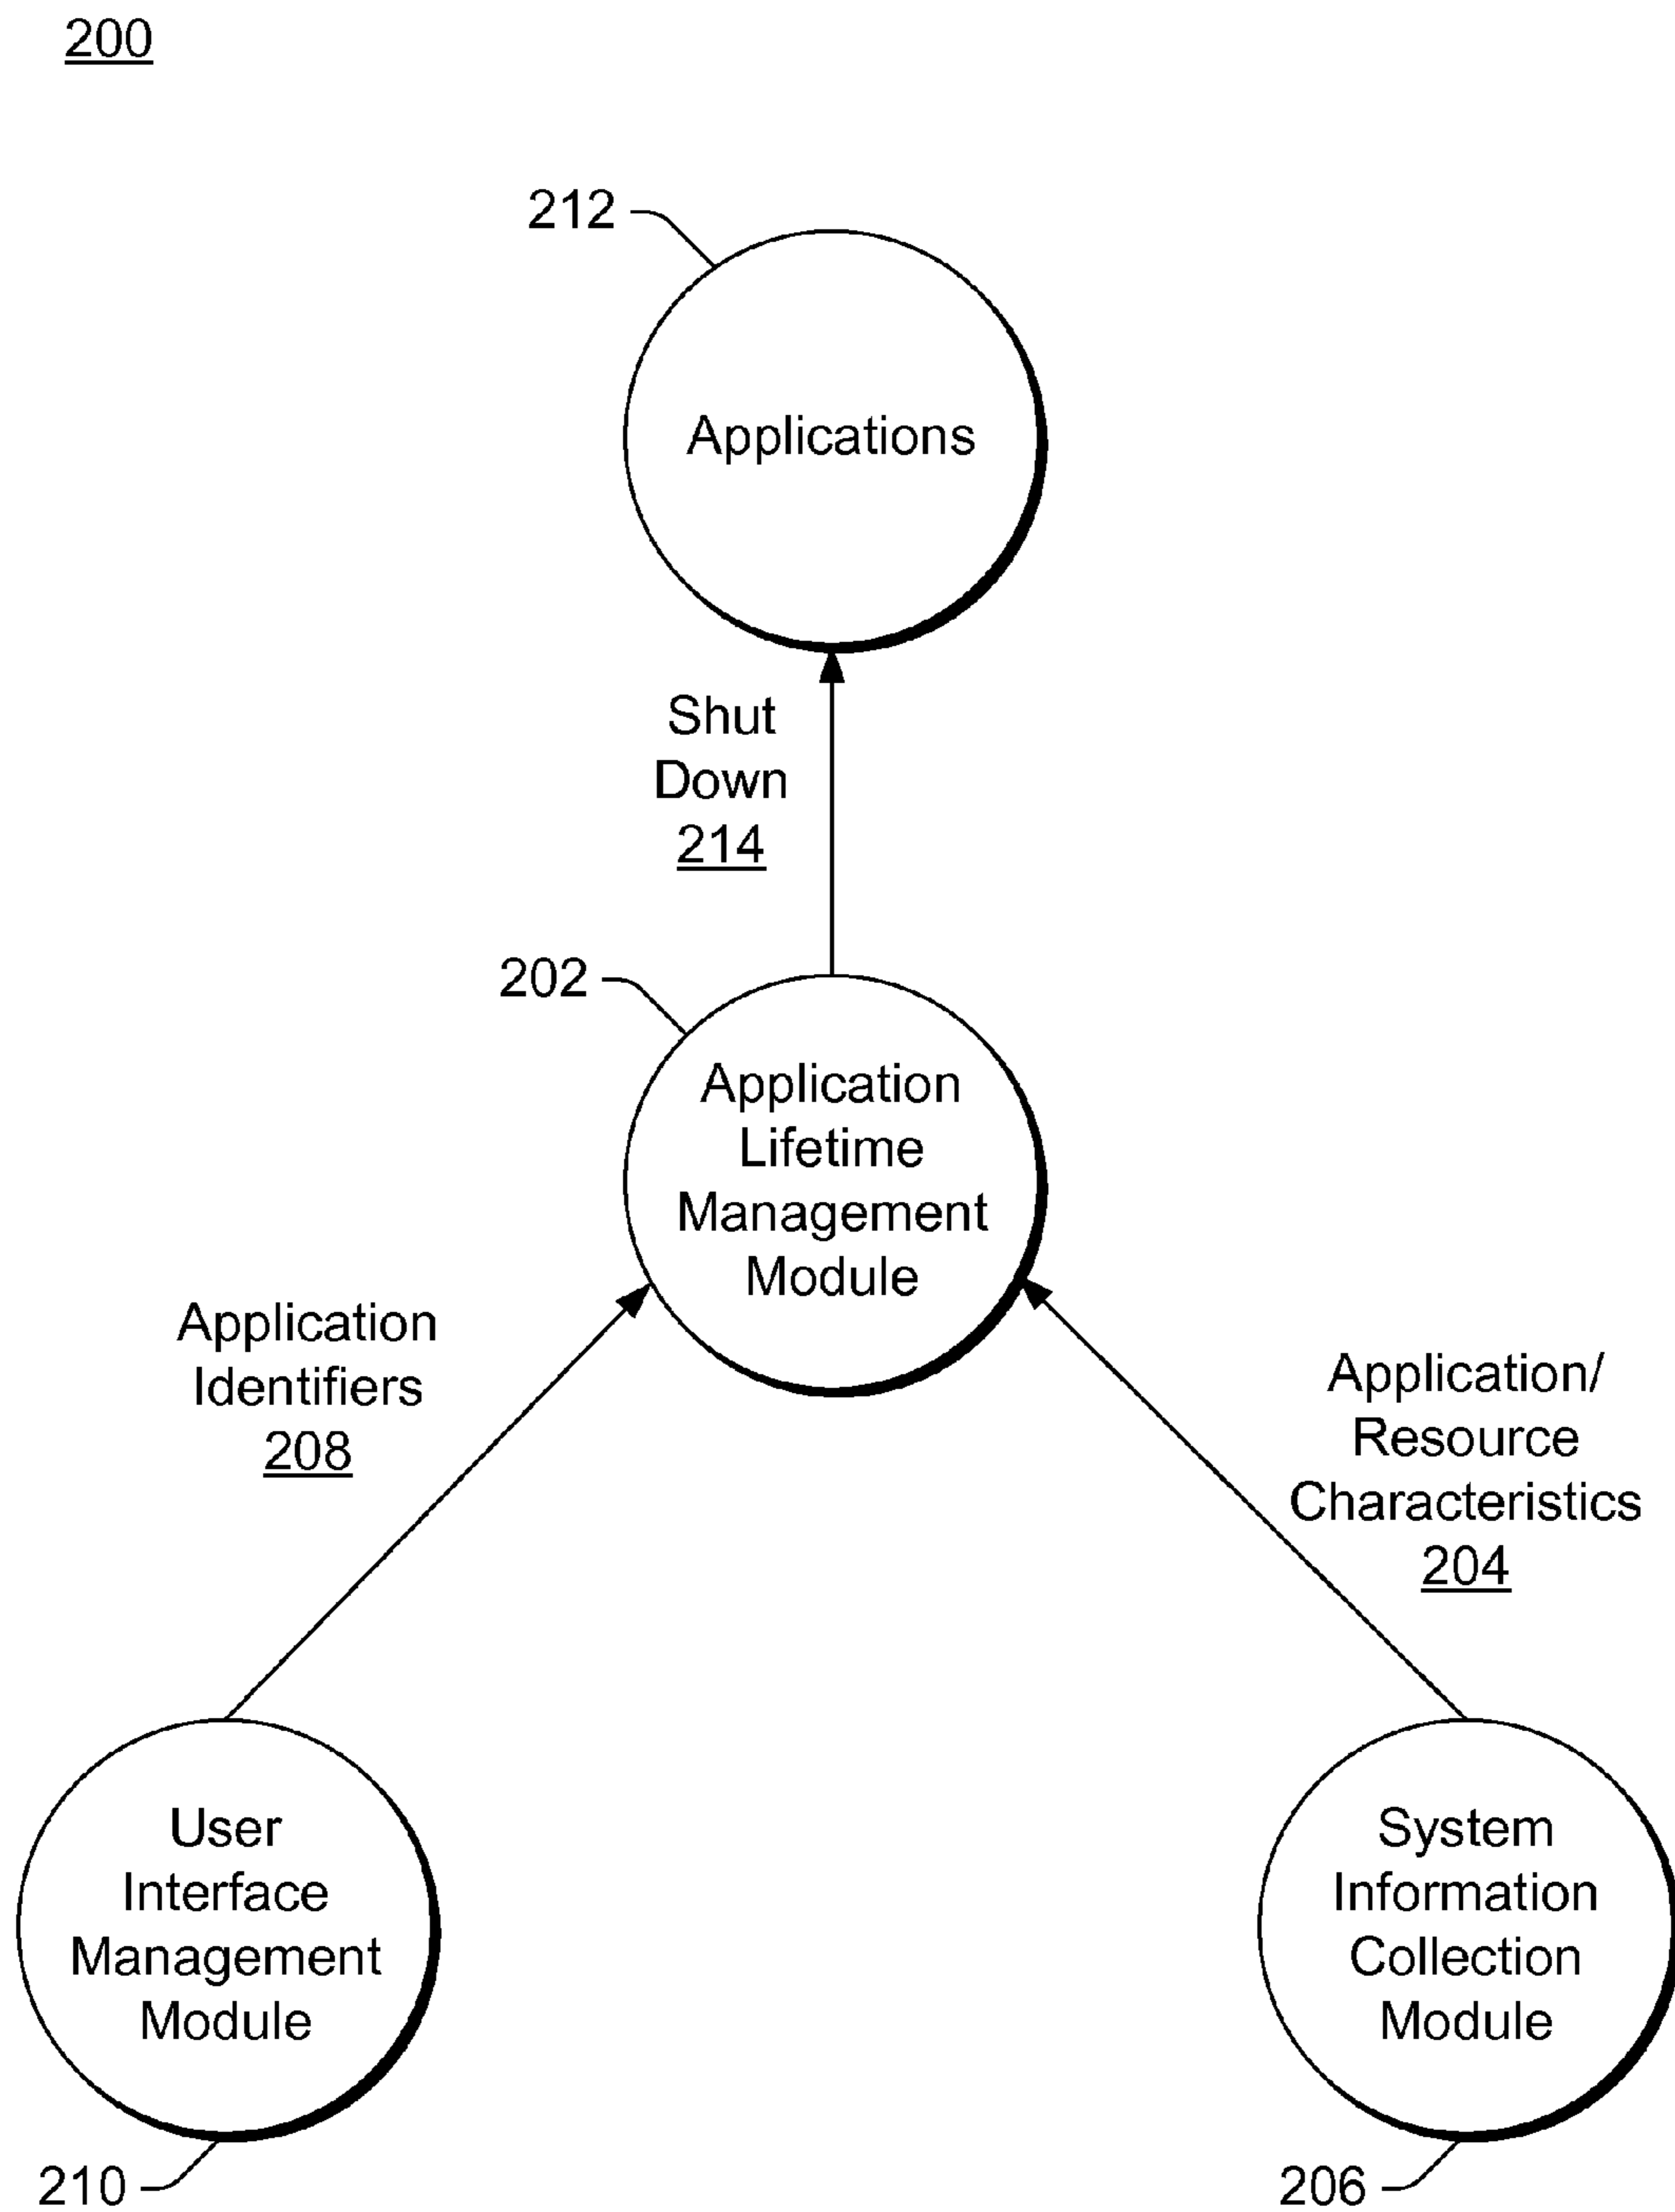 200
212
Applications
Shut
Down
214
202
Application
Lifetime
Management
Module
Application
Identifiers
208
Application/
Resource
Characteristics
204
User
Interface
Management
Module
210
System
Information
Collection
Module
206